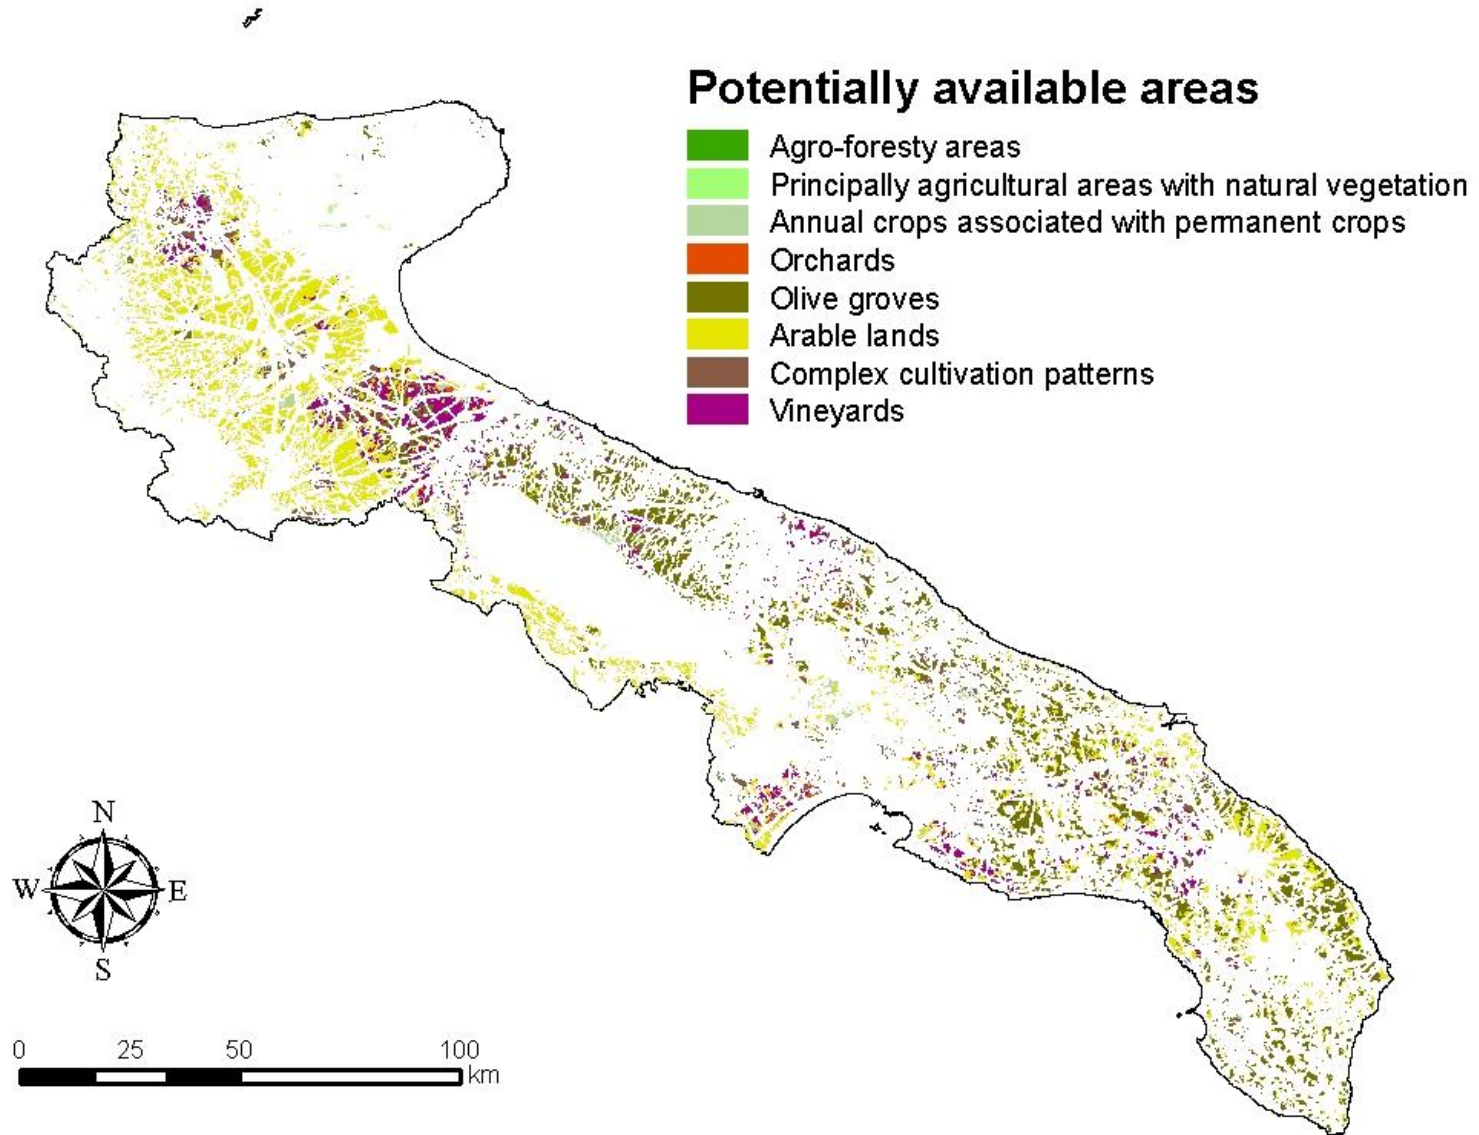 Potentially available areas
Agro-foresty areas
Principally agricultural areas with natural vegetation
Annual crops associated with permanent crops
Orchards
Olive groves
Arable lands
Complex cultivation patterns
Vineyards
N
W E
S
0 25 50 100
km